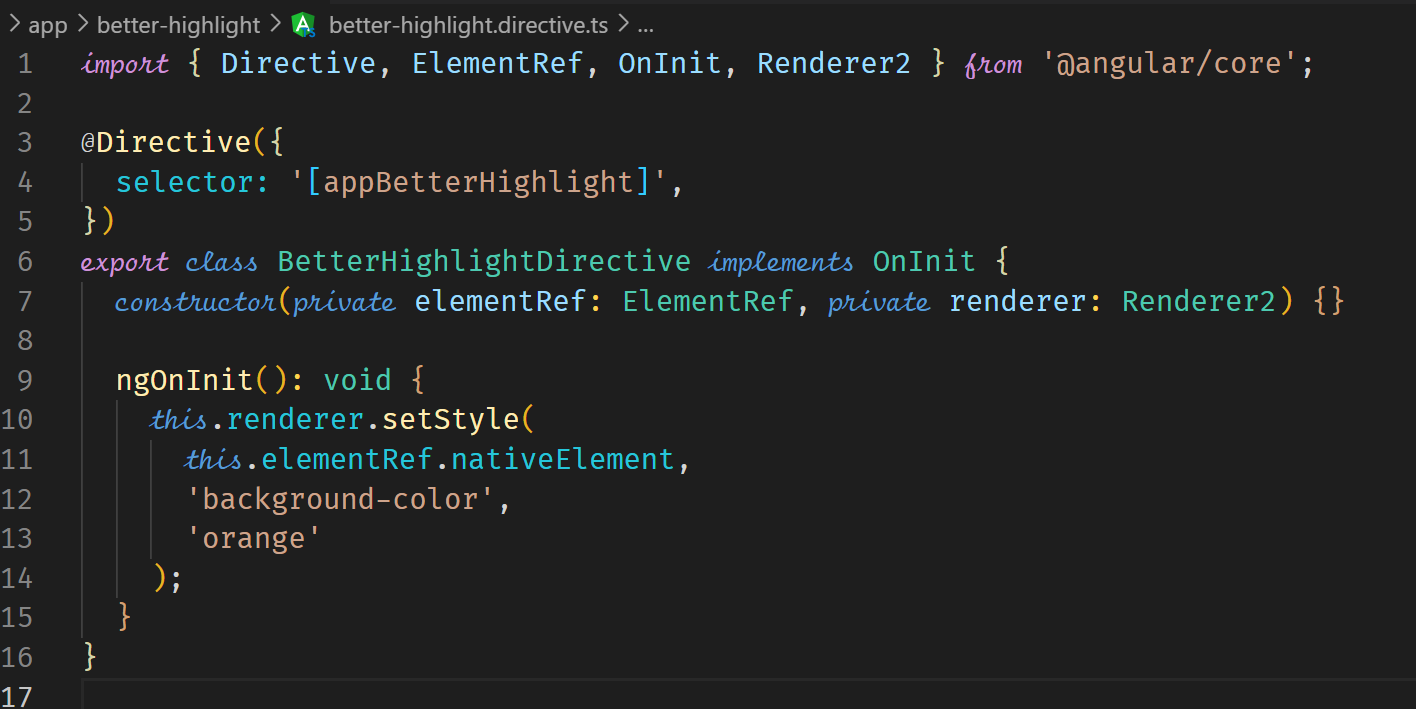 > app > better-highlight > better-highlight.directive.ts > ...
1 import { Directive, ElementRef, OnInit, Renderer2 } from '@angular/core';
2
3 @Directive({
4   selector: '[appBetterHighlight]',
5 })
6 export class BetterHighlightDirective implements OnInit {
7   constructor(private elementRef: ElementRef, private renderer: Renderer2) {}
8
9   ngOnInit(): void {
10     this.renderer.setStyle(
11       this.elementRef.nativeElement,
12       'background-color',
13       'orange'
14     );
15   }
16 }
17